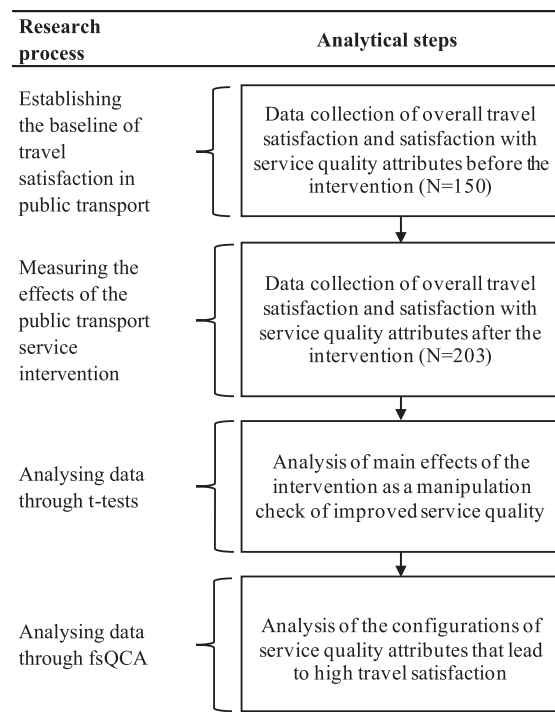 Research
process
Analytical steps
Establishing
the baseline of
travel
satisfaction in
public transport
Data collection of overall travel
satisfaction and satisfaction with
service quality attributes before the
intervention (N=150)
Measuring the
effects of the
public transport
service
intervention
Data collection of overall travel
satisfaction and satisfaction with
service quality attributes after the
intervention (N=203)
Analysing data
through t-tests
Analysis of main effects of the
intervention as a manipulation
check of improved service quality
Analysing data
through fsQCA
Analysis of the configurations of
service quality attributes that lead
to high travel satisfaction